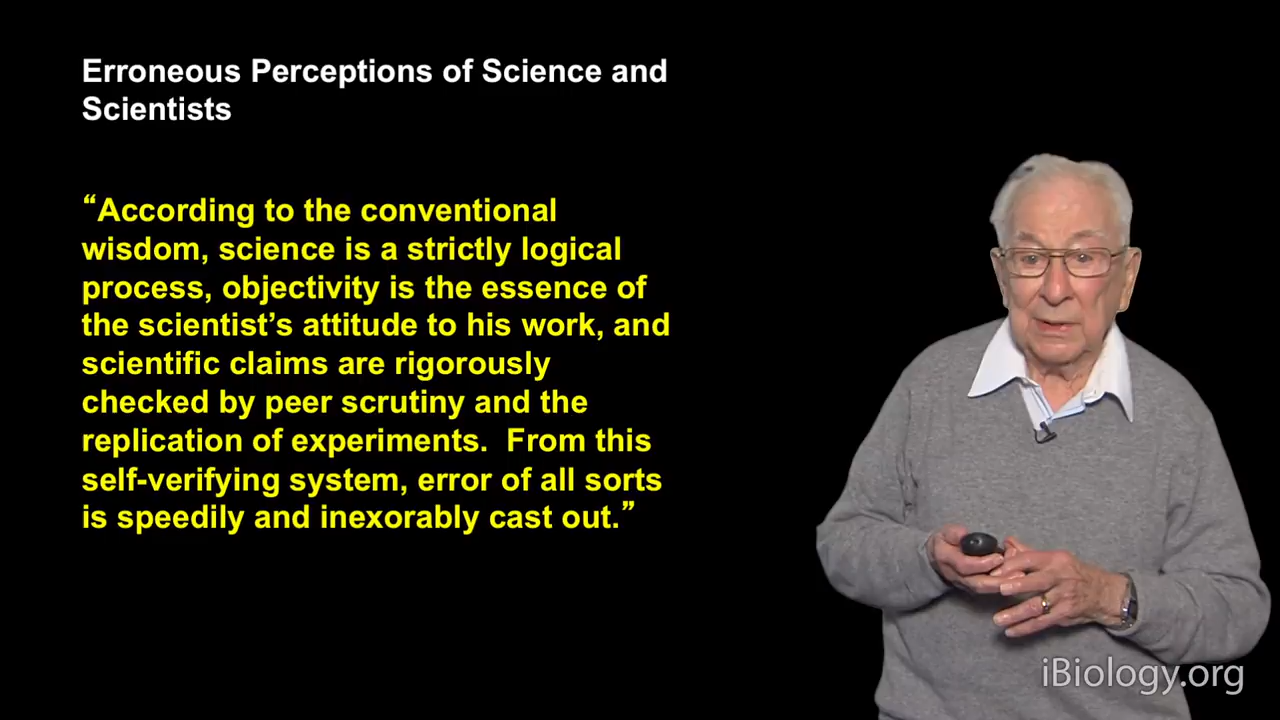 Erroneous Perceptions of Science and
Scientists
“According to the conventional
wisdom, science is a strictly logical
process, objectivity is the essence of
the scientist’s attitude to his work, and
scientific claims are rigorously
checked by peer scrutiny and the
replication of experiments.  From this
self-verifying system, error of all sorts
is speedily and inexorably cast out.”
iBiology.org